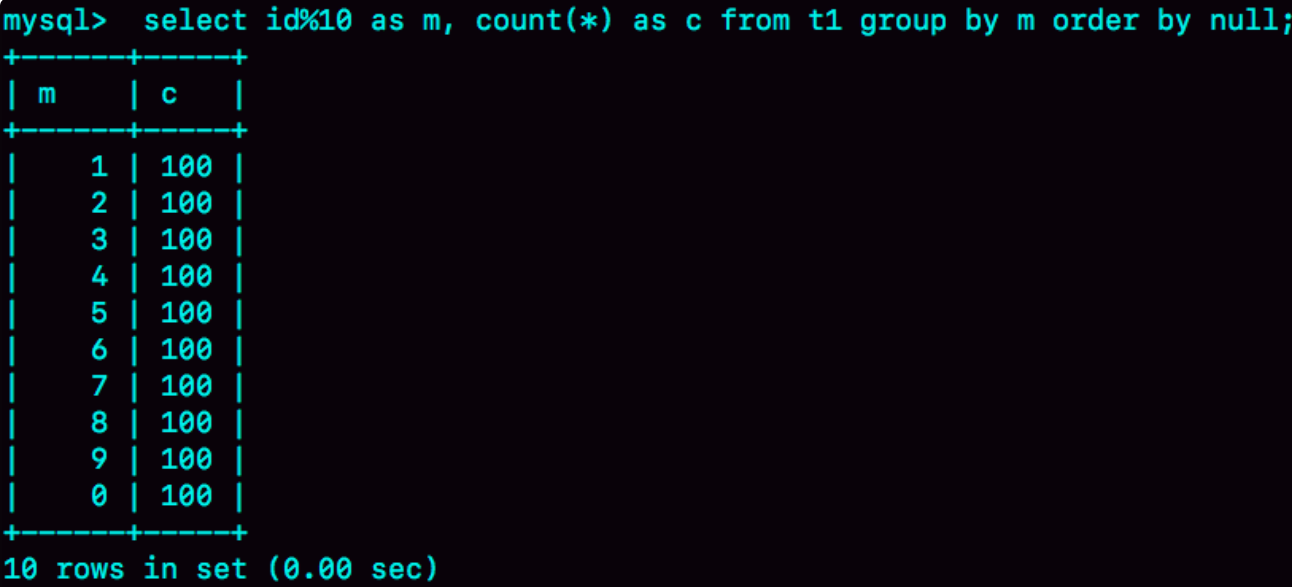 mysql>  select id%10 as m, count(*) as c from t1 group by m order by null;
+------+-----+
| m    | c   |
+------+-----+
|    1 | 100 |
|    2 | 100 |
|    3 | 100 |
|    4 | 100 |
|    5 | 100 |
|    6 | 100 |
|    7 | 100 |
|    8 | 100 |
|    9 | 100 |
|    0 | 100 |
+------+-----+
10 rows in set (0.00 sec)